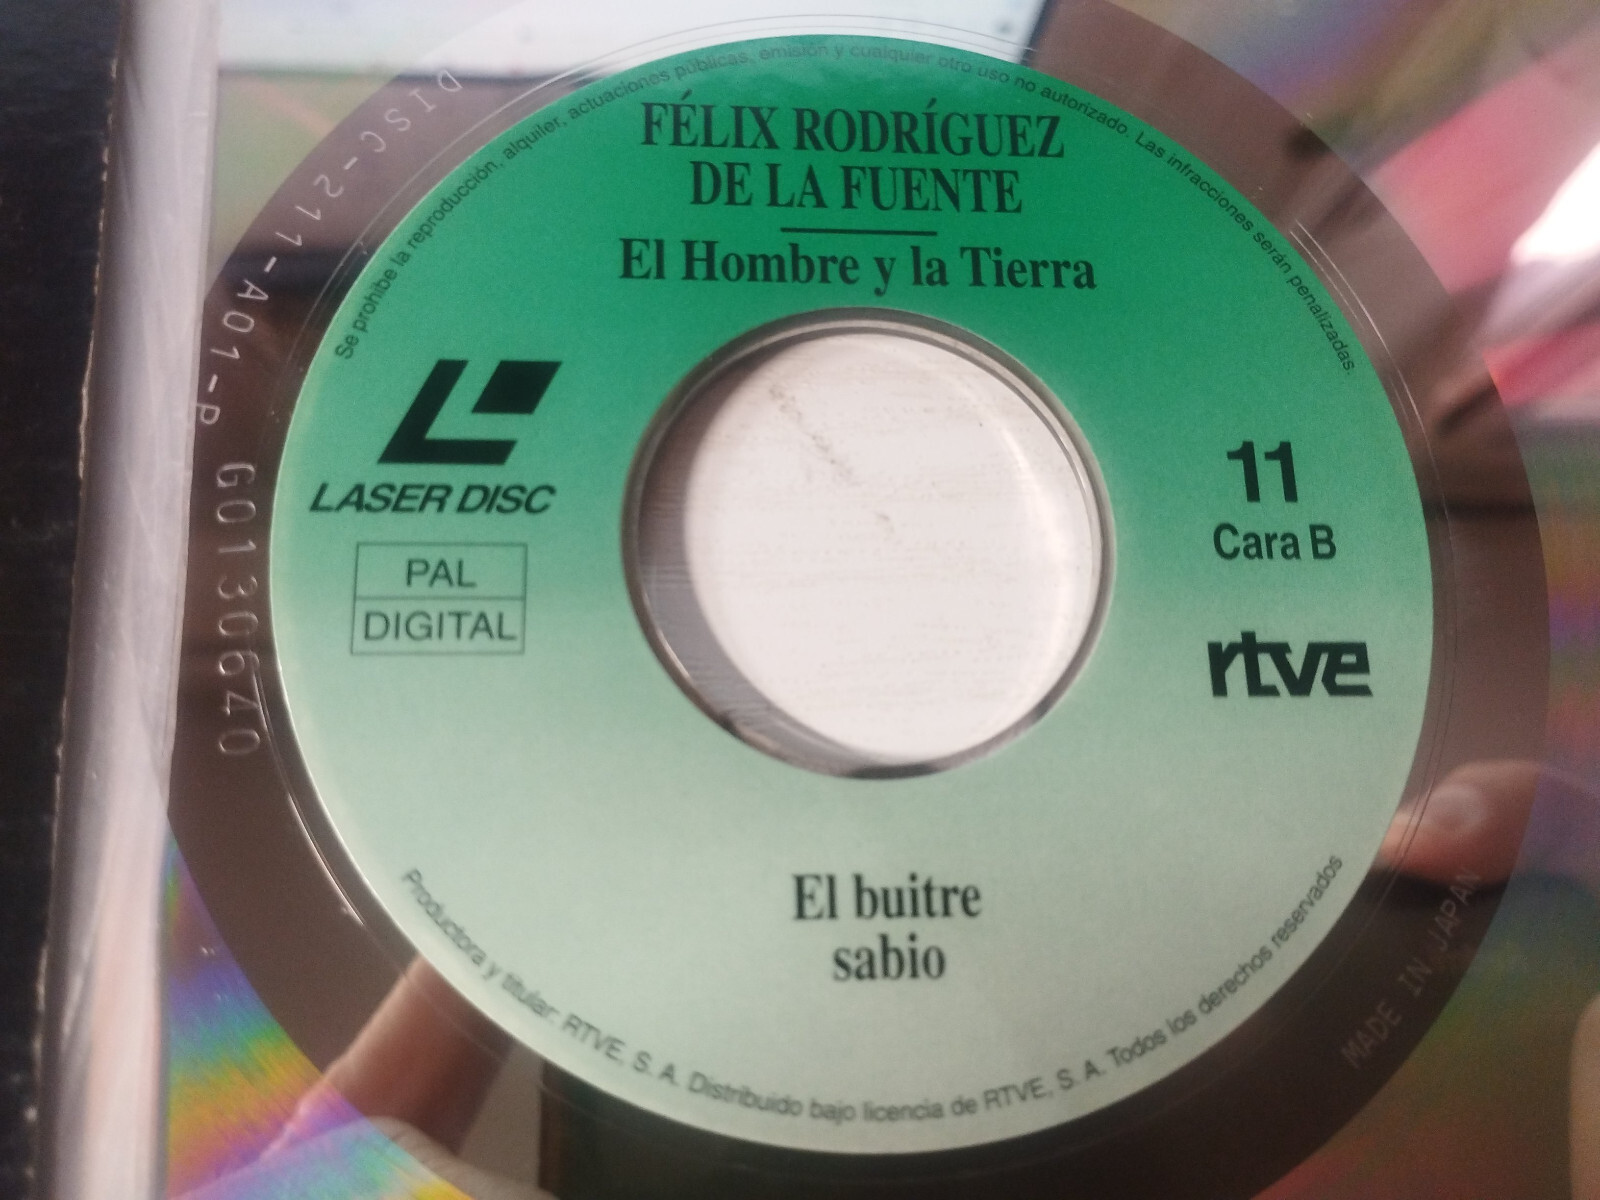 Se prohibe la reproducción, alquiler, actuaciones públicas, emisión y cualquier otro uso no autorizado. Las infracciones serán penalizadas.
FÉLIX RODRÍGUEZ
DE LA FUENTE
El Hombre y la Tierra
LASER DISC
PAL
DIGITAL
11
Cara B
rtve
El buitre
sabio
Productora y titular: RTVE, S. A. Distribuido bajo licencia de RTVE, S. A. Todos los derechos reservados
DISC-211-A01-P G0130640
MADE IN JAPAN